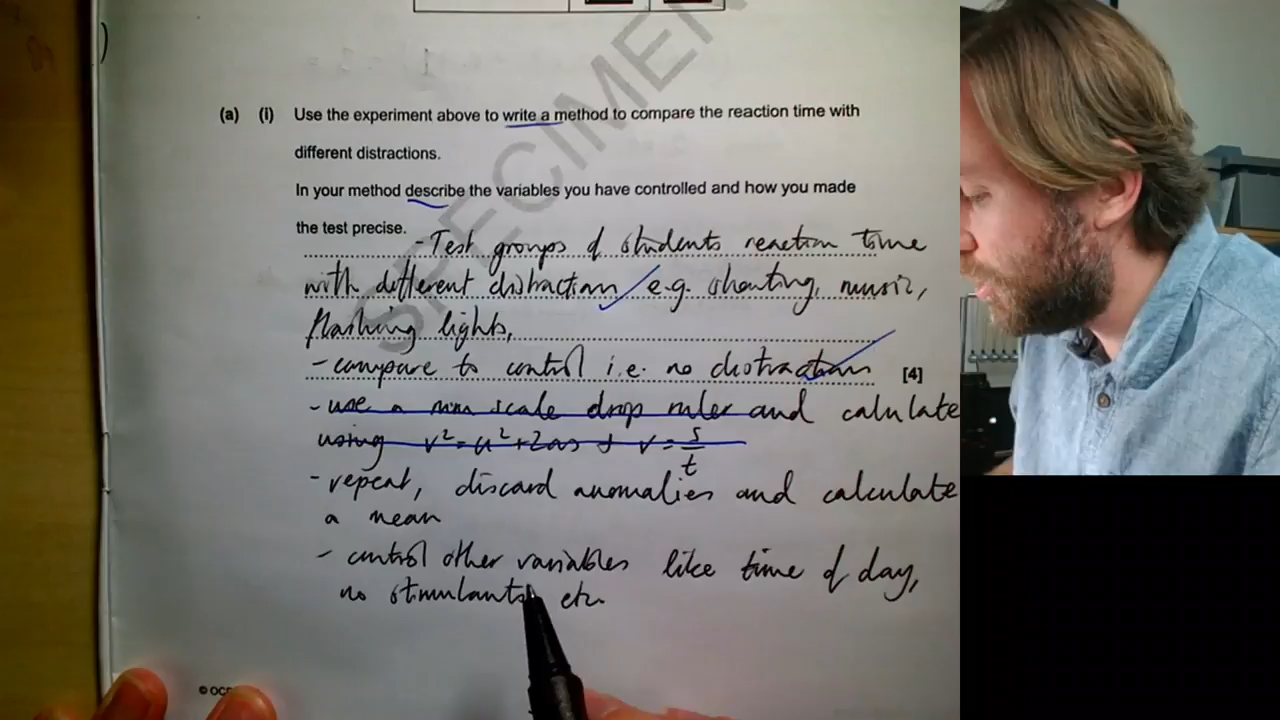 SPECIMEN
(a) (i) Use the experiment above to write a method to compare the reaction time with
different distractions.
In your method describe the variables you have controlled and how you made
the test precise.
- Test groups of students reaction time
with different distraction e.g. shouting, music,
flashing lights,
- compare to control i.e. no distraction
[4]
- use a mm scale drop ruler and calulate
using v² = u² + 2as + v = s/t
- repeat, discard anomalies and calculate
a mean
- control other variables like time of day,
no stimulants etc.
© OC